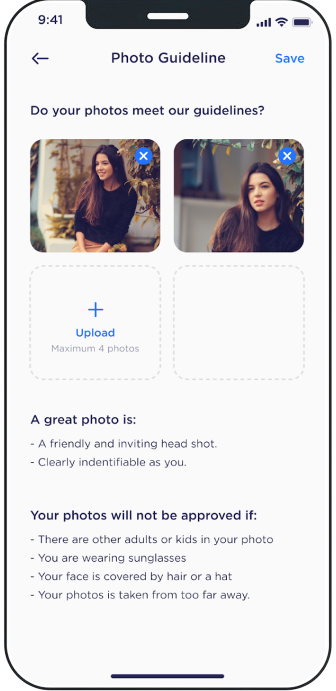 9:41
Photo Guideline
Save
Do your photos meet our guidelines?
Upload
Maximum 4 photos
A great photo is:
- A friendly and inviting head shot.
- Clearly indentifiable as you.
Your photos will not be approved if:
- There are other adults or kids in your photo
- You are wearing sunglasses
- Your face is covered by hair or a hat
- Your photos is taken from too far away.